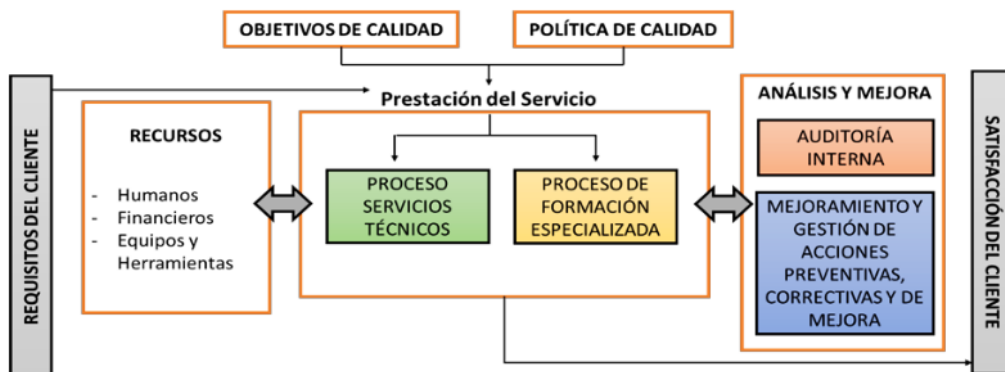 OBJETIVOS DE CALIDAD
POLÍTICA DE CALIDAD
REQUISITOS DEL CLIENTE
Prestación del Servicio
RECURSOS
- Humanos
- Financieros
- Equipos y
Herramientas
PROCESO
SERVICIOS
TÉCNICOS
PROCESO DE
FORMACIÓN
ESPECIALIZADA
ANÁLISIS Y MEJORA
AUDITORÍA
INTERNA
MEJORAMIENTO Y
GESTIÓN DE
ACCIONES
PREVENTIVAS,
CORRECTIVAS Y DE
MEJORA
SATISFACCIÓN DEL CLIENTE